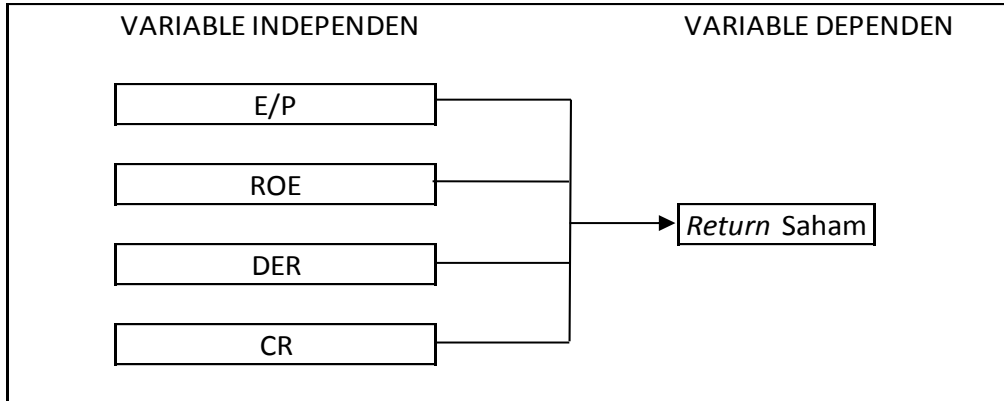 VARIABLE INDEPENDEN
VARIABLE DEPENDEN
E/P
ROE
DER
CR
Return Saham